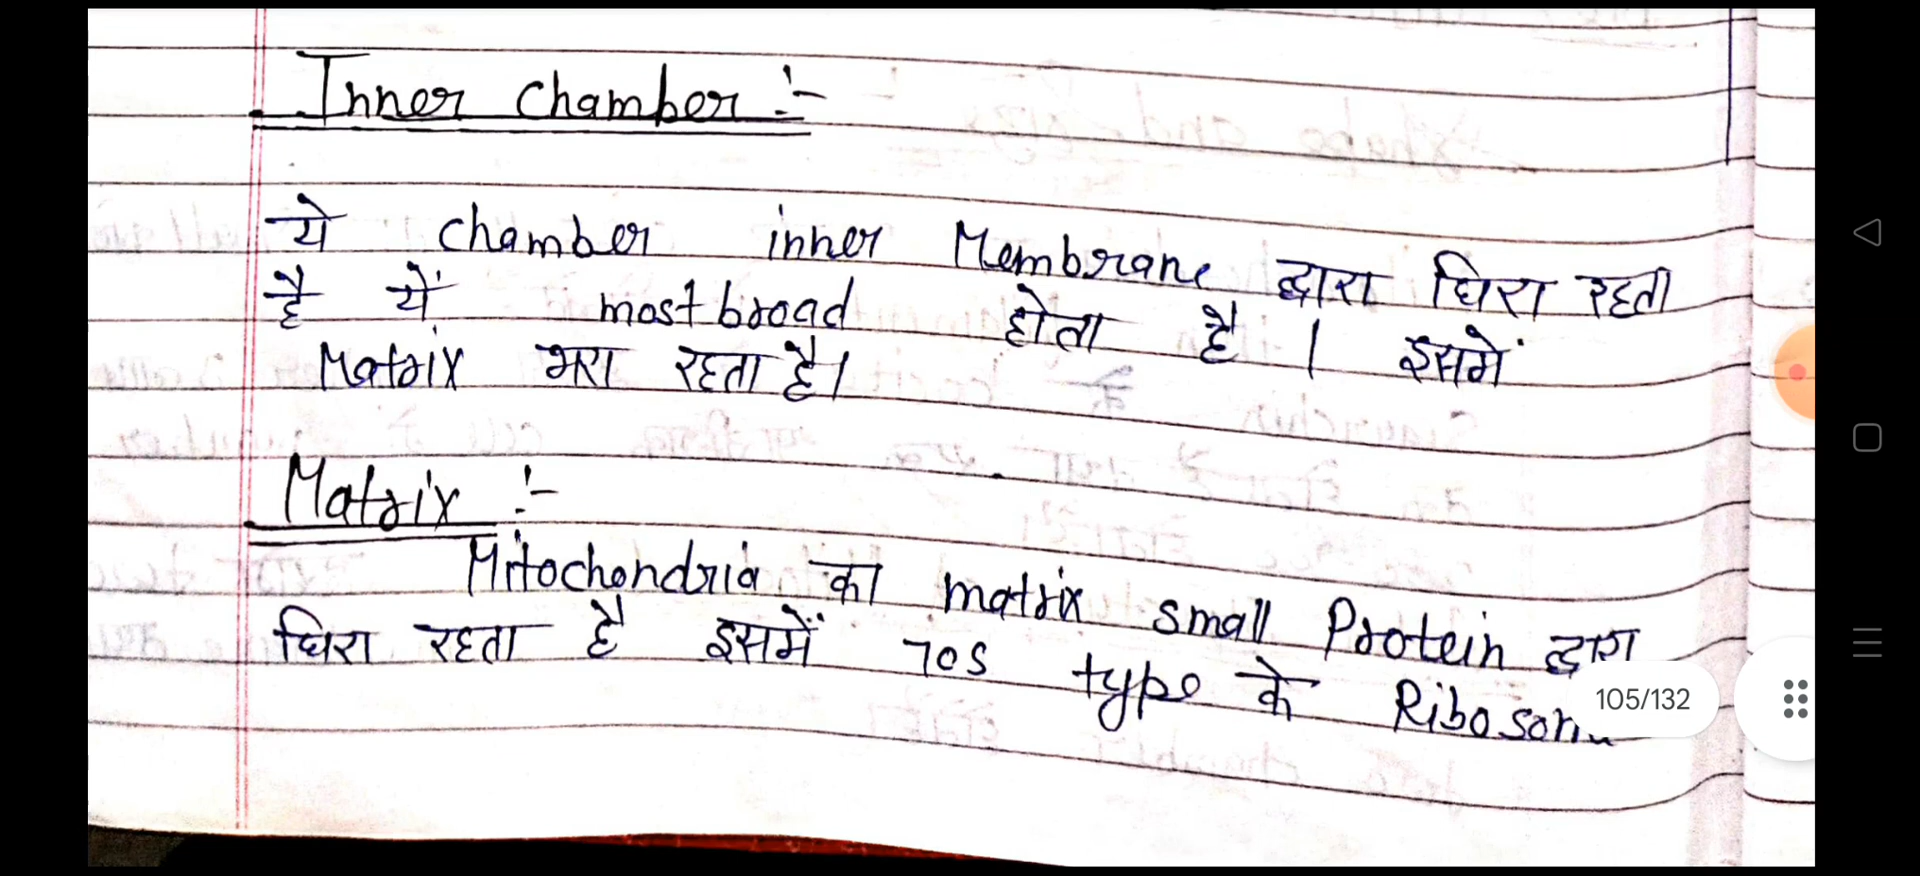 Inner chamber :-
ये chamber inner Membrane द्वारा घिरा रहती
है ये most broad होता है । इसमें
Matrix भरा रहता है।
Matrix :-
Mitochondria का matrix small Protein द्वारा
घिरा रहता है इसमें 70s type के
105/132